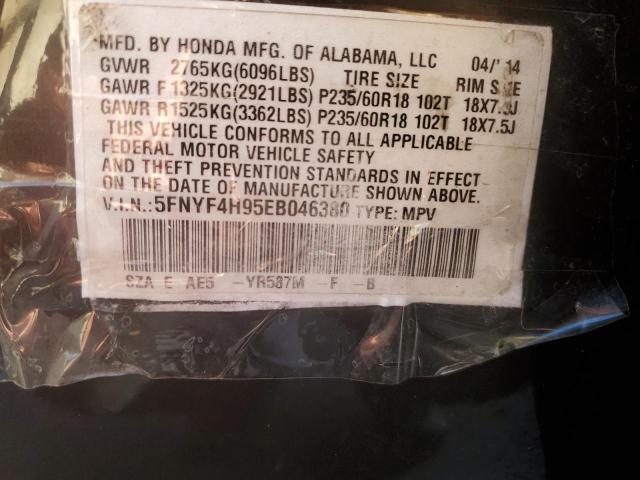 MFD. BY HONDA MFG. OF ALABAMA, LLC 04/'14
GVWR 2765KG(6096LBS) TIRE SIZE RIM SIZE
GAWR F 1325KG(2921LBS) P235/60R18 102T 18X7.5J
GAWR R 1525KG(3362LBS) P235/60R18 102T 18X7.5J
THIS VEHICLE CONFORMS TO ALL APPLICABLE
FEDERAL MOTOR VEHICLE SAFETY
AND THEFT PREVENTION STANDARDS IN EFFECT
ON THE DATE OF MANUFACTURE SHOWN ABOVE.
V.I.N.:5FNYF4H95EB046380 TYPE: MPV
SZA E AE5 -YR587M -F -B